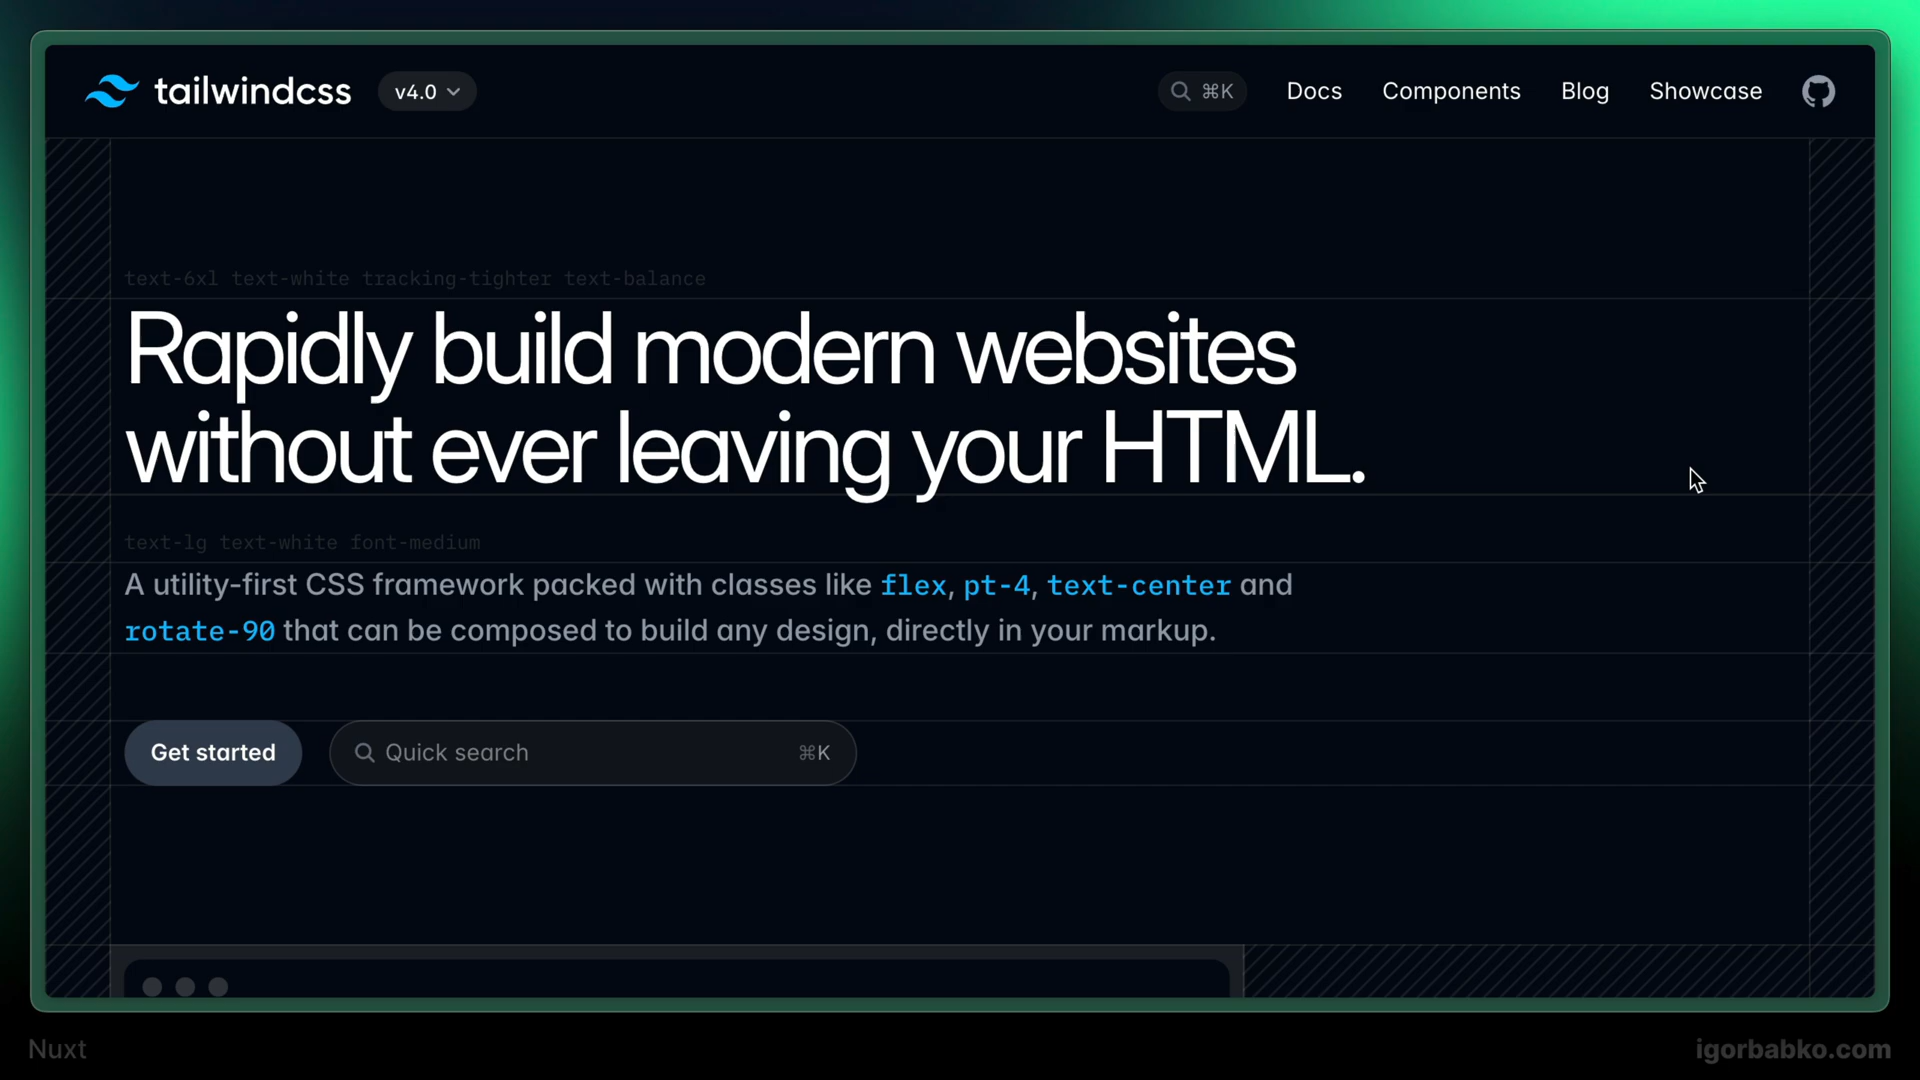 tailwindcss v4.0 ⌘K Docs Components Blog Showcase
text-6xl text-white tracking-tighter text-balance
Rapidly build modern websites
without ever leaving your HTML.
text-lg text-white font-medium
A utility-first CSS framework packed with classes like flex, pt-4, text-center and
rotate-90 that can be composed to build any design, directly in your markup.
Get started Quick search ⌘K
Nuxt igorbabko.com